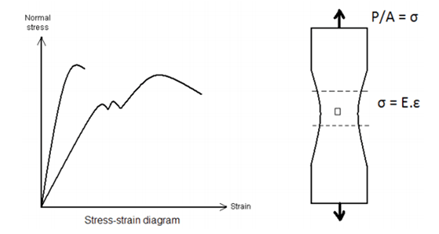 Normal
stress
Strain
Stress-strain diagram
P/A = σ
σ = E.ε